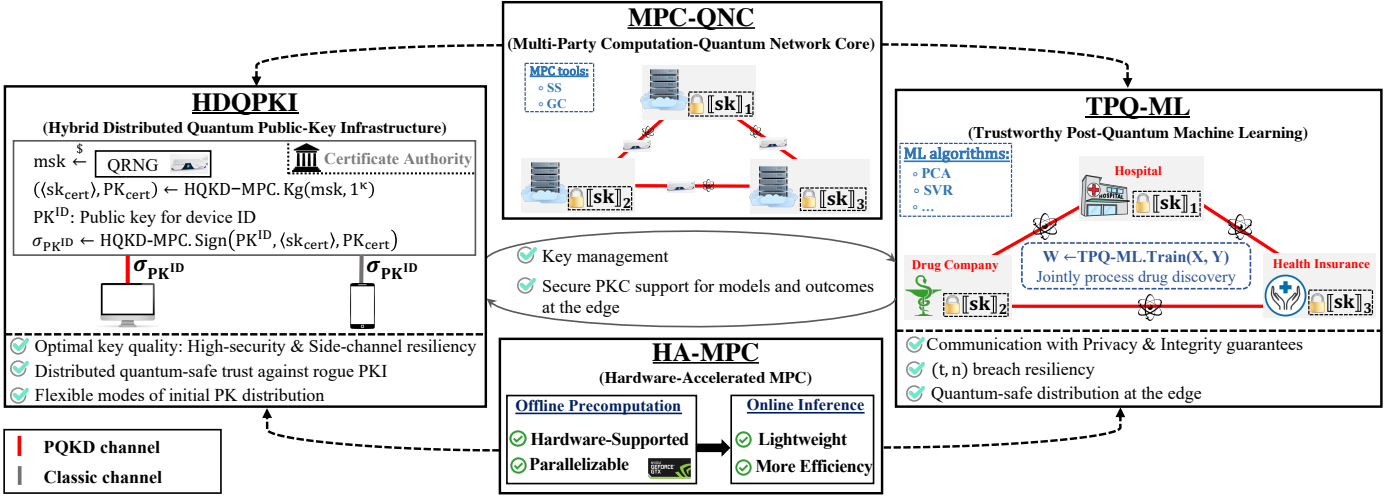 MPC-QNC
(Multi-Party Computation-Quantum Network Core)
MPC tools:
SS
GC
⟦sk⟧₁
⟦sk⟧₂
⟦sk⟧₃
HDQPKI
(Hybrid Distributed Quantum Public-Key Infrastructure)
msk ←$ QRNG
Certificate Authority
(⟨sk_cert⟩, PK_cert) ← HQKD−MPC. Kg(msk, 1^κ)
PK^ID: Public key for device ID
σ_PK^ID ← HQKD-MPC. Sign(PK^ID, ⟨sk_cert⟩, PK_cert)
σ_PK^ID
σ_PK^ID
Optimal key quality: High-security & Side-channel resiliency
Distributed quantum-safe trust against rogue PKI
Flexible modes of initial PK distribution
Key management
Secure PKC support for models and outcomes
at the edge
TPQ-ML
(Trustworthy Post-Quantum Machine Learning)
ML algorithms:
PCA
SVR
...
Hospital
HOSPITAL
⟦sk⟧₁
W ←TPQ-ML.Train(X, Y)
Jointly process drug discovery
Drug Company
⟦sk⟧₂
Health Insurance
⟦sk⟧₃
Communication with Privacy & Integrity guarantees
(t, n) breach resiliency
Quantum-safe distribution at the edge
HA-MPC
(Hardware-Accelerated MPC)
Offline Precomputation
Hardware-Supported
Parallelizable
GEFORCE
GTX
Online Inference
Lightweight
More Efficiency
PQKD channel
Classic channel